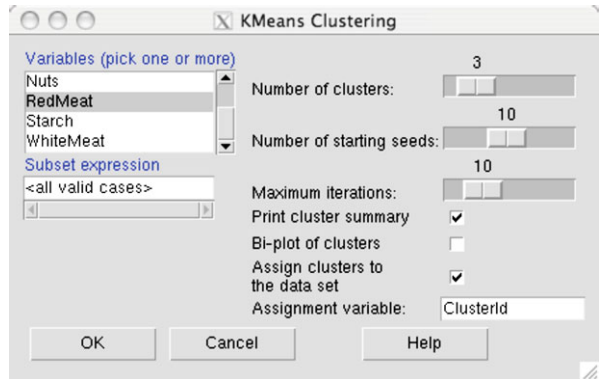 KMeans Clustering
Variables (pick one or more)
Nuts
RedMeat
Starch
WhiteMeat
Subset expression
<all valid cases>
3
Number of clusters:
10
Number of starting seeds:
10
Maximum iterations:
Print cluster summary
Bi-plot of clusters
Assign clusters to
the data set
Assignment variable: ClusterId
OK Cancel Help